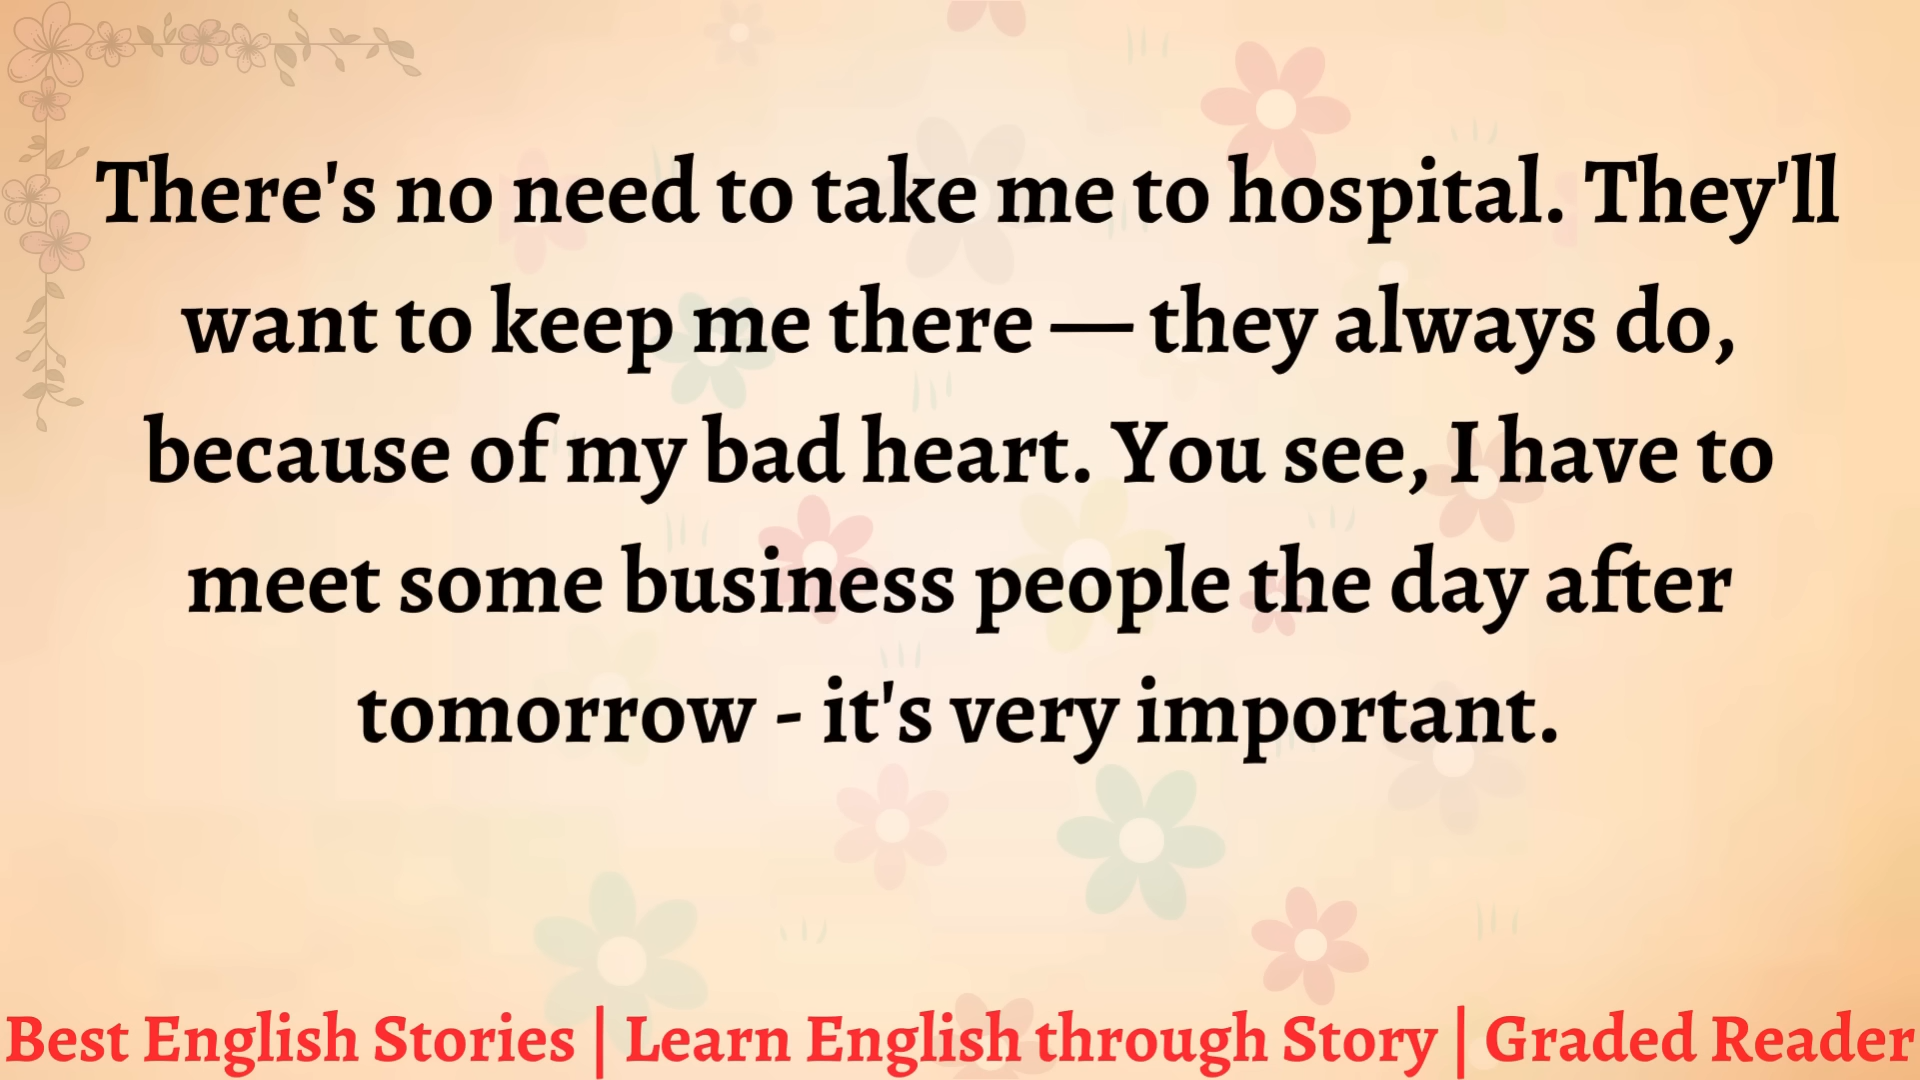 There's no need to take me to hospital. They'll
want to keep me there — they always do,
because of my bad heart. You see, I have to
meet some business people the day after
tomorrow - it's very important.
Best English Stories | Learn English through Story | Graded Reader